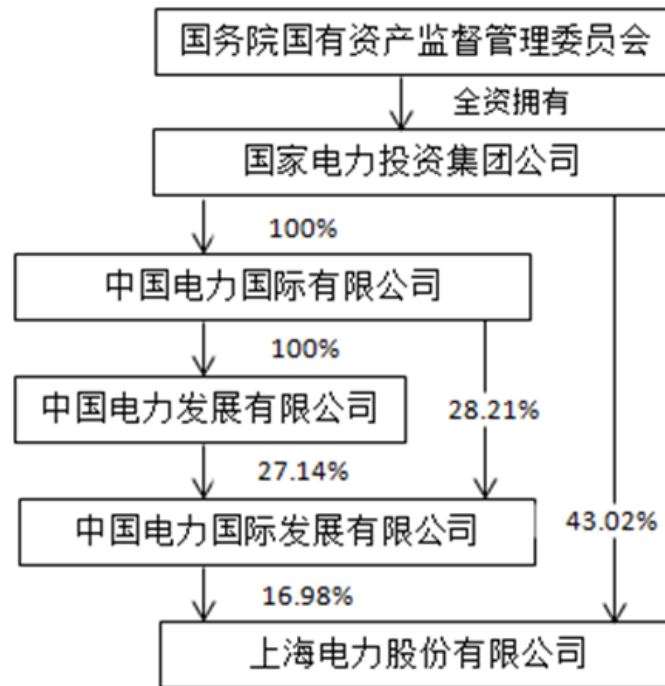 国务院国有资产监督管理委员会
全资拥有
国家电力投资集团公司
100%
中国电力国际有限公司
100%
中国电力发展有限公司
28.21%
27.14%
中国电力国际发展有限公司
43.02%
16.98%
上海电力股份有限公司